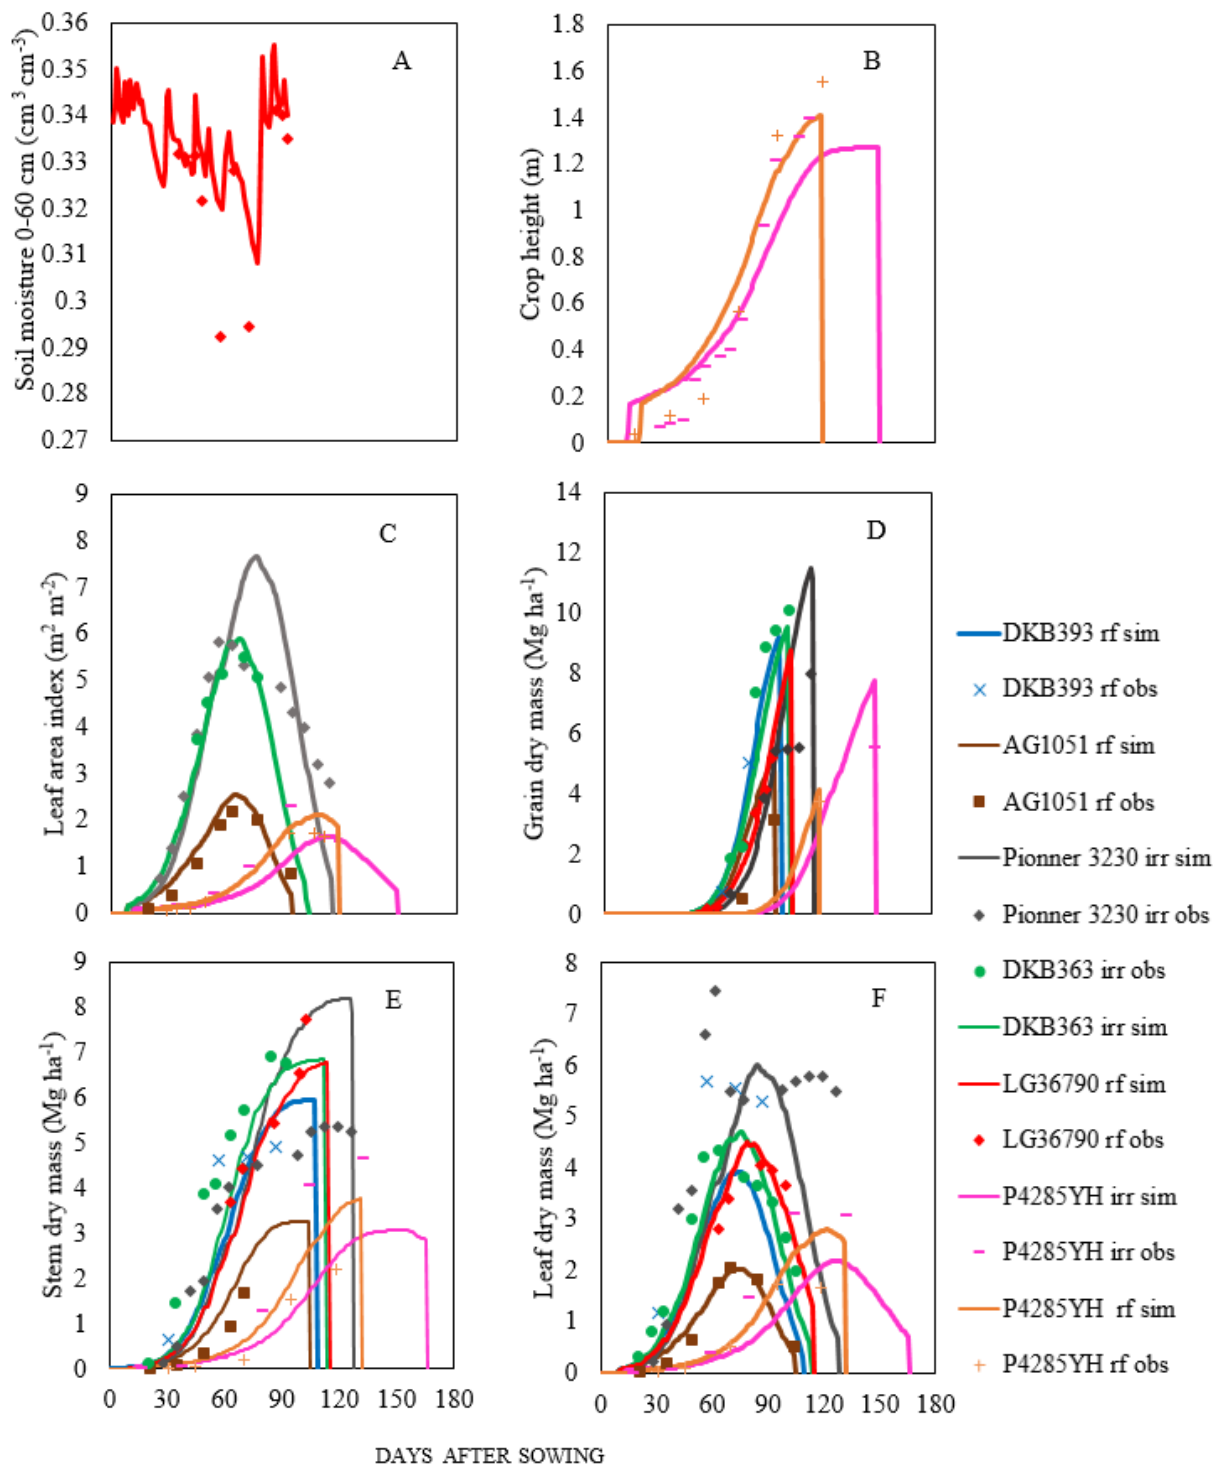 0.36
0.35
0.34
0.33
0.32
0.31
0.3
0.29
0.28
0.27
Soil moisture 0-60 cm (cm³ cm⁻³)
A
1.8
1.6
1.4
1.2
1
0.8
0.6
0.4
0.2
0
Crop height (m)
B
9
8
7
6
5
4
3
2
1
0
Leaf area index (m² m⁻²)
C
14
12
10
8
6
4
2
0
Grain dry mass (Mg ha⁻¹)
D
9
8
7
6
5
4
3
2
1
0
Stem dry mass (Mg ha⁻¹)
E
0 30 60 90 120 150 180
8
7
6
5
4
3
2
1
0
Leaf dry mass (Mg ha⁻¹)
F
0 30 60 90 120 150 180
DAYS AFTER SOWING
DKB393 rf sim
DKB393 rf obs
AG1051 rf sim
AG1051 rf obs
Pionner 3230 irr sim
Pionner 3230 irr obs
DKB363 irr obs
DKB363 irr sim
LG36790 rf sim
LG36790 rf obs
P4285YH irr sim
P4285YH irr obs
P4285YH rf sim
P4285YH rf obs